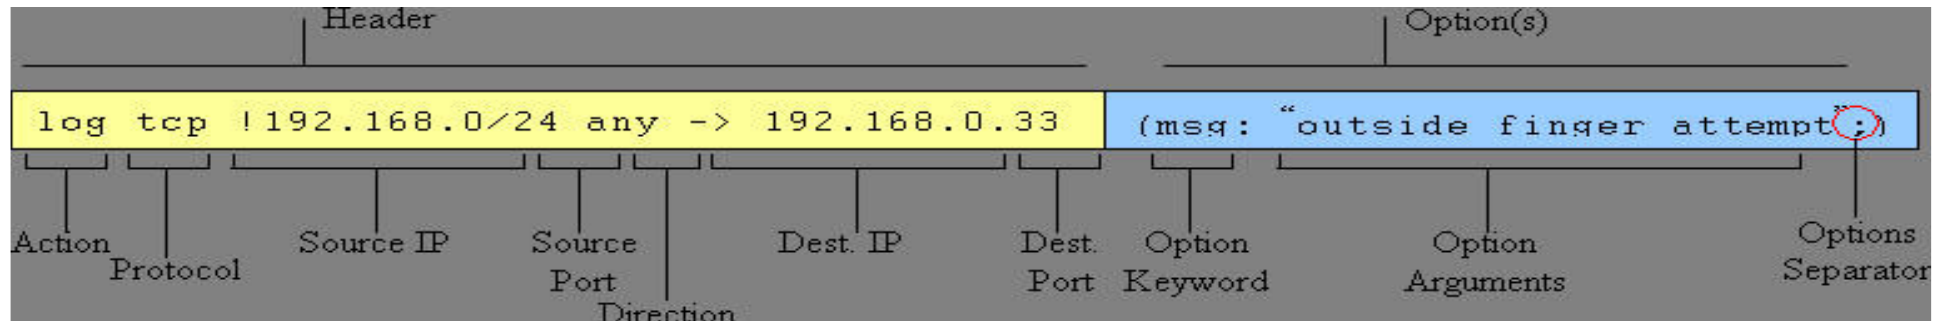 Header Option(s)
log tcp !192.168.0/24 any -> 192.168.0.33 (msg: “outside finger attempt”;)
Action Source IP Source Dest. IP Dest. Option Option Options
Protocol Port Port Keyword Arguments Separator
Direction